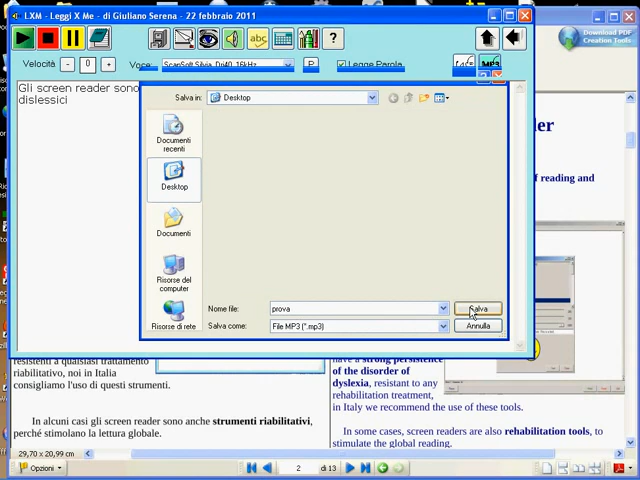 LXM - Leggi X Me - di Giuliano Serena - 22 febbraio 2011
Download PDF
Creation Tools
abc
?
Velocità
-
0
+
Voce:
ScanSoft Silvia_Dri40_16kHz
P
Legge Parola
MP3
Gli screen reader sono
dislessici
Salva in:
Desktop
Documenti
recenti
Desktop
Documenti
Risorse del
computer
Risorse di rete
Nome file:
prova
Salva
Salva come:
File MP3 (*.mp3)
Annulla
der
of reading and
resistenti a qualsiasi trattamento
riabilitativo, noi in Italia
consigliamo l'uso di questi strumenti.
In alcuni casi gli screen reader sono anche strumenti riabilitativi,
perché stimolano la lettura globale.
have a strong persistence
of the disorder of
dyslexia, resistant to any
rehabilitation treatment,
in Italy we recommend the use of these tools.
In some cases, screen readers are also rehabilitation tools, to
stimulate the global reading.
29,70 x 20,99 cm
Opzioni
2
di 13